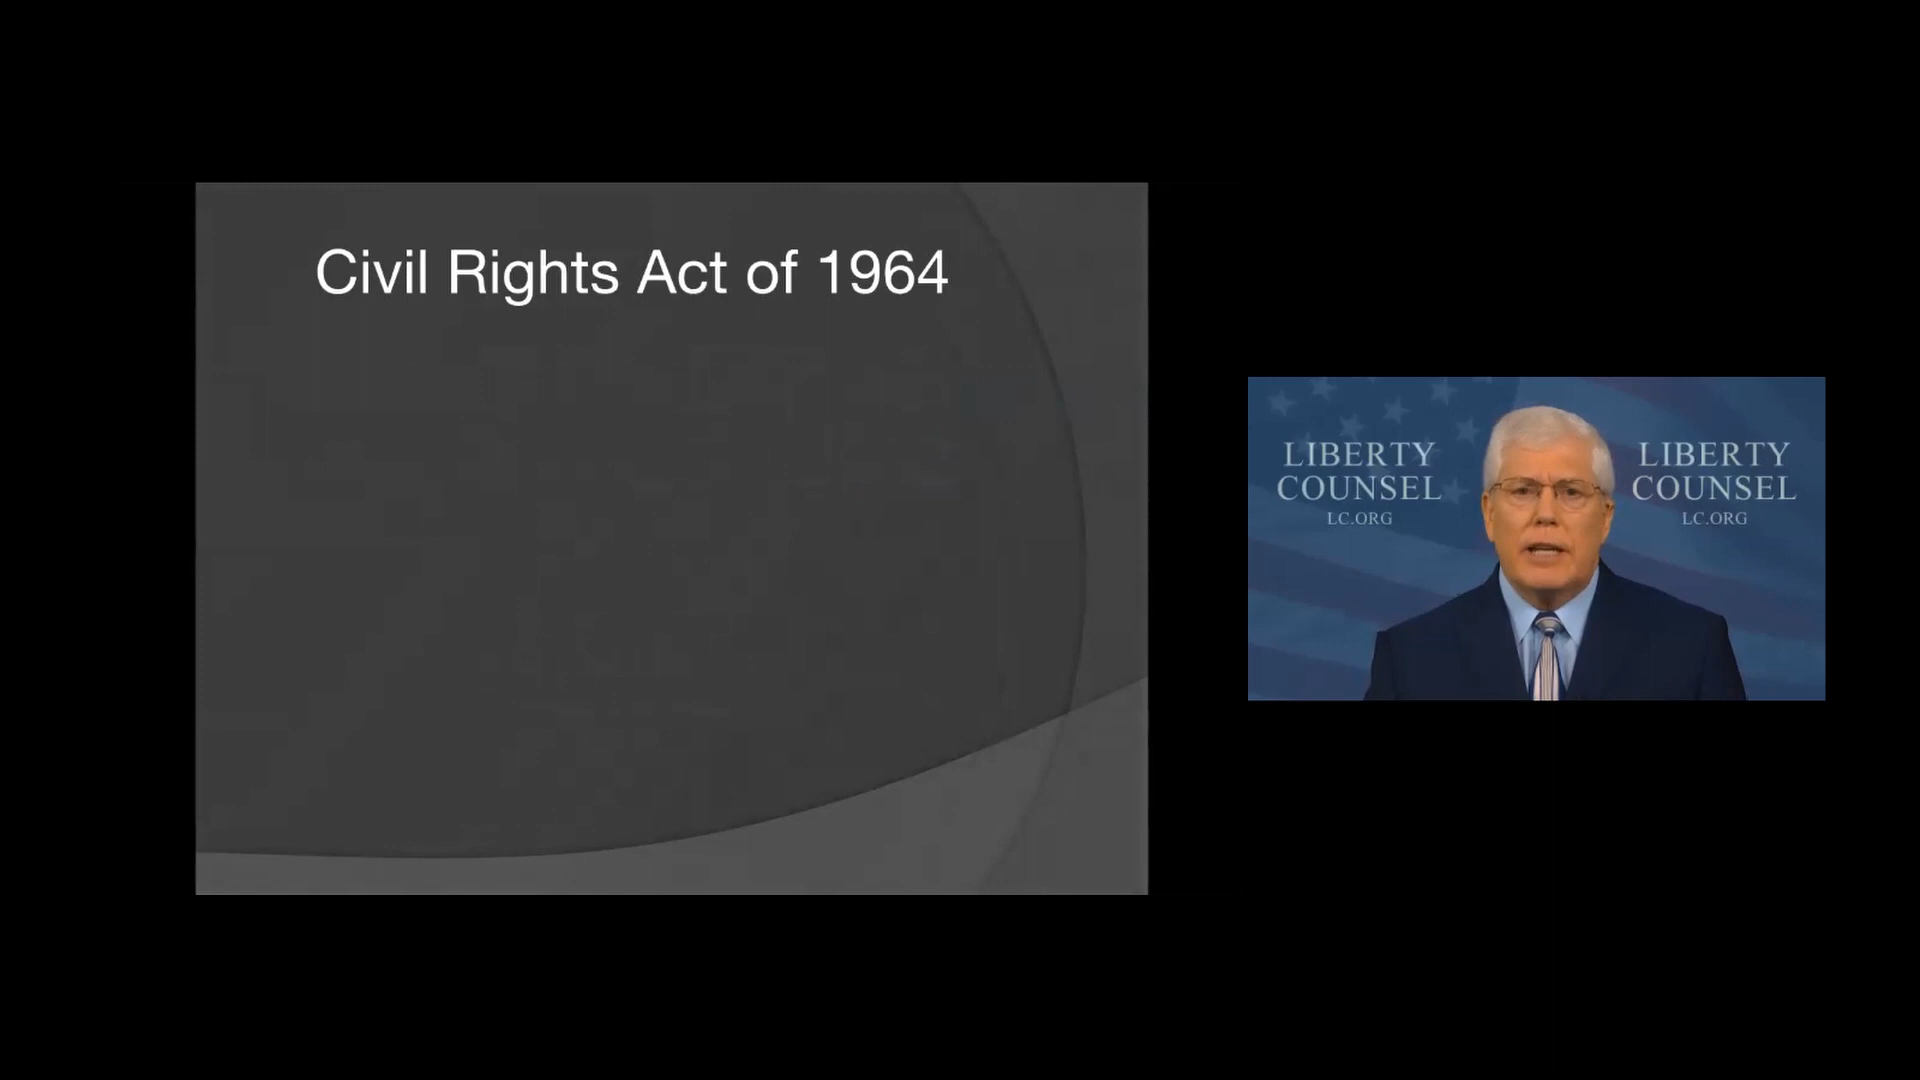 Civil Rights Act of 1964
LIBERTY
COUNSEL
LC.ORG
LIBERTY
COUNSEL
LC.ORG